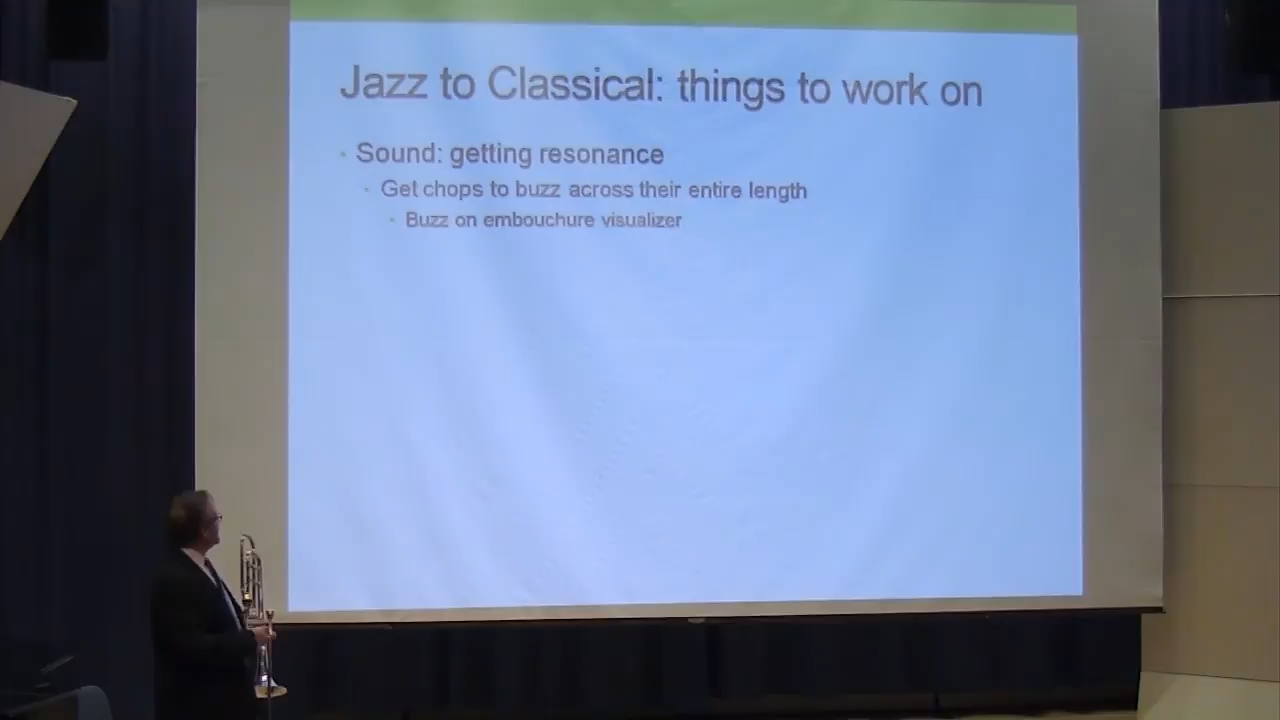 Jazz to Classical: things to work on
Sound: getting resonance
Get chops to buzz across their entire length
Buzz on embouchure visualizer